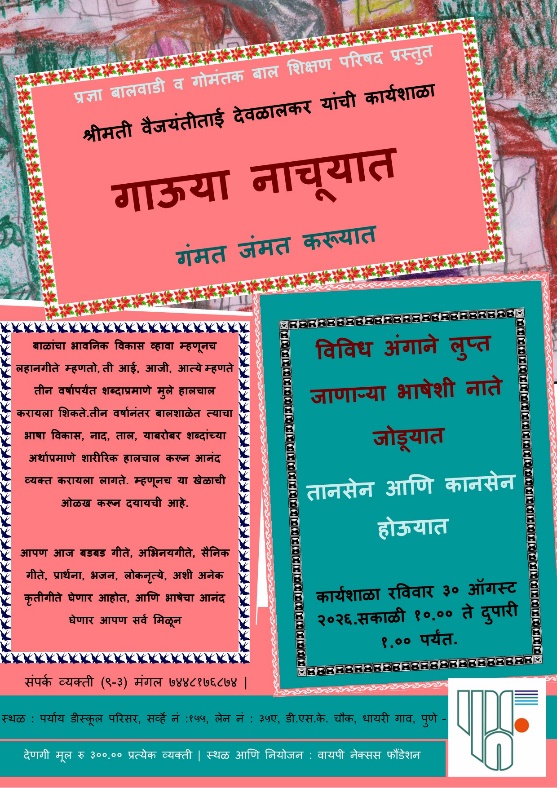 प्रज्ञा बालवाडी व गोमंतक बाल शिक्षण परिषद प्रस्तुत
श्रीमती वैजयंतीताई देवळालकर यांची कार्यशाळा
गाऊया नाचूयात
गंमत जंमत करूयात
बाळांचा भावनिक विकास व्हावा म्हणूनच
लहानगीते म्हणतो,ती आई, आजी, आत्ये म्हणते
तीन वर्षापर्यंत शब्दाप्रमाणे मुले हालचाल
करायला शिकते.तीन वर्षानंतर बालशाळेत त्याचा
भाषा विकास, नाद, ताल, याबरोबर शब्दांच्या
अर्थाप्रमाणे शारीरिक हालचाल करून आनंद
व्यक्त करायला लागते. म्हणूनच या खेळाची
ओळख करून दयायची आहे.
आपण आज बडबड गीते, अभिनयगीते, सैनिक
गीते, प्रार्थना, भजन, लोकनृत्ये, अशी अनेक
कृतीगीते घेणार आहोत, आणि भाषेचा आनंद
घेणार आपण सर्व मिळून
विविध अंगाने लुप्त
जाणाऱ्या भाषेशी नाते
जोडूयात
तानसेन आणि कानसेन
होऊयात
कार्यशाळा रविवार ३० ऑगस्ट
२०२६.सकाळी १०.०० ते दुपारी
१.०० पर्यंत.
संपर्क व्यक्ती (९-३) मंगल ७४४८१७६८७४ |
स्थळ : पर्याय डीस्कूल परिसर, सर्व्हे नं :१५५, लेन नं : ३५ए, डी.एस.के. चौक, धायरी गाव, पुणे -
देणगी मूल रु ३००.०० प्रत्येक व्यक्ती | स्थळ आणि नियोजन : वायपी नेक्सस फौंडेशन